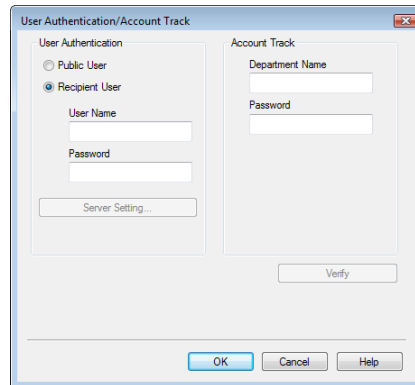 User Authentication/Account Track
User Authentication
Public User
Recipient User
User Name
Password
Server Setting...
Account Track
Department Name
Password
Verify
OK
Cancel
Help